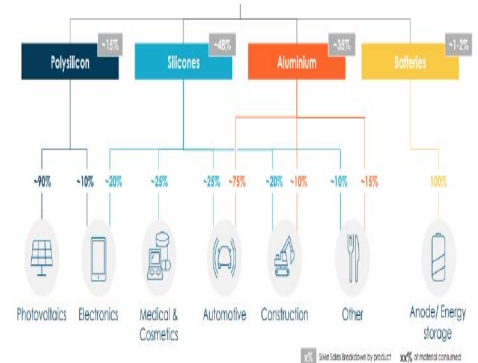 ~15%
~45%
~35%
~1-2%
Polysilicon
Silicones
Aluminium
Batteries
~90%
~10%
~20%
~25%
~25%
~75%
~20%
~10%
~10%
~15%
100%
Photovoltaics
Electronics
Medical &
Cosmetics
Automotive
Construction
Other
Anode/ Energy
storage
Sales Breakdown by product
xx% of material consumed